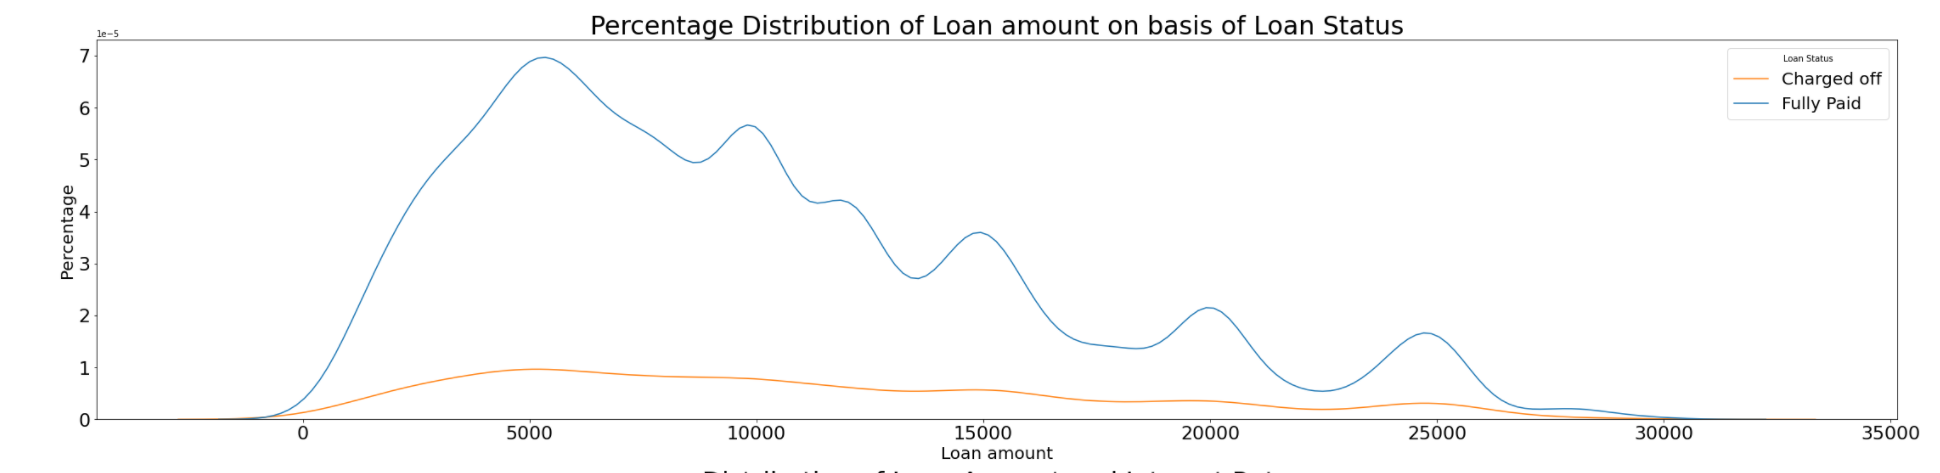 Percentage Distribution of Loan amount on basis of Loan Status
1e−5
7
6
5
4
3
2
1
0
Percentage
Loan Status
Charged off
Fully Paid
0 5000 10000 15000 20000 25000 30000 35000
Loan amount